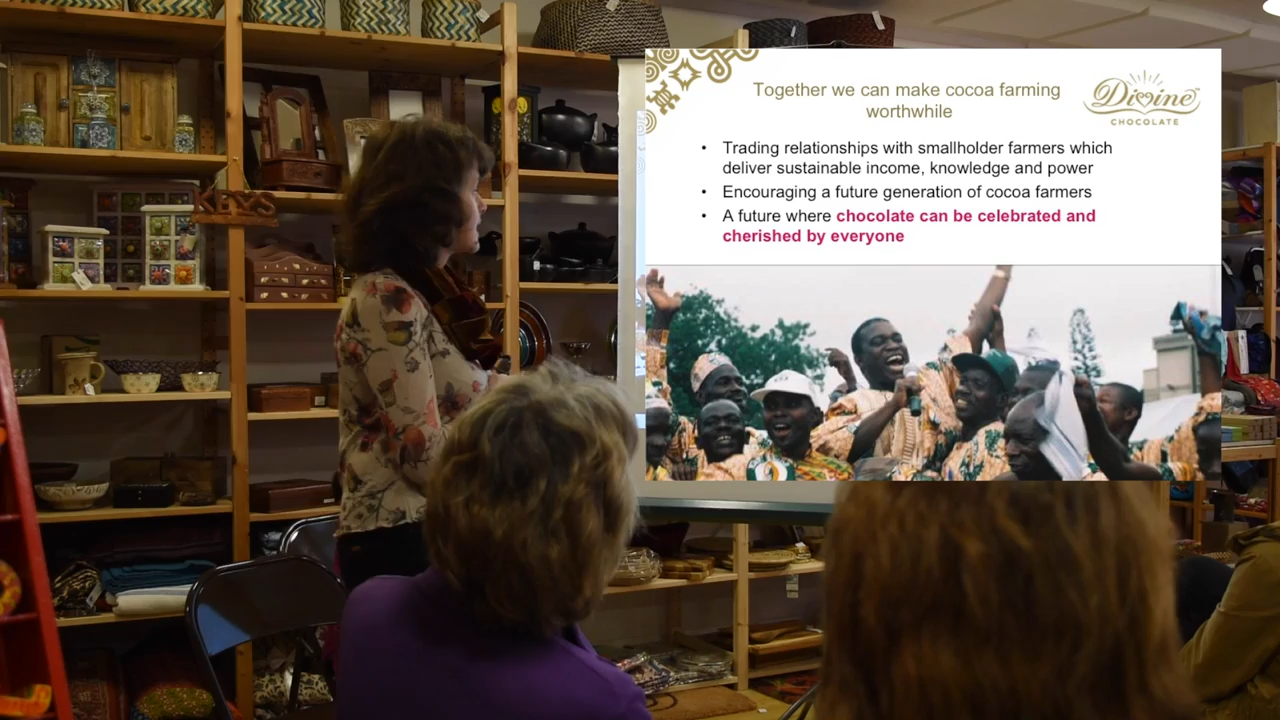 Together we can make cocoa farming
worthwhile
Divine
CHOCOLATE
• Trading relationships with smallholder farmers which
deliver sustainable income, knowledge and power
• Encouraging a future generation of cocoa farmers
• A future where chocolate can be celebrated and
cherished by everyone
KEYS